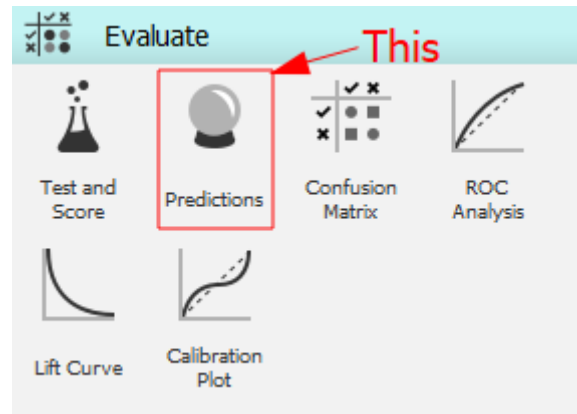 Evaluate
This
Test and
Score
Predictions
Confusion
Matrix
ROC
Analysis
Lift Curve
Calibration
Plot